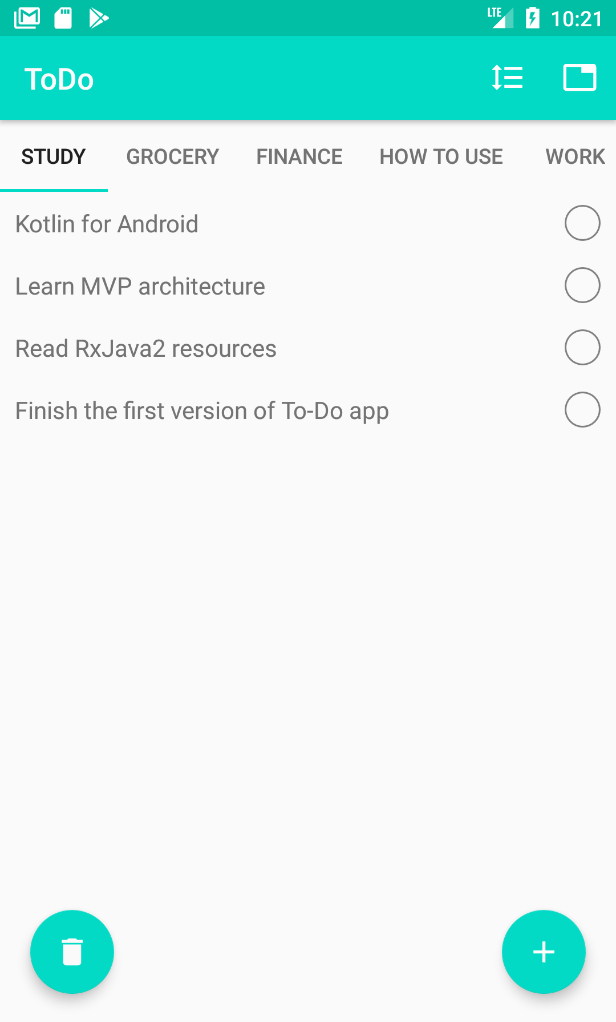 LTE 10:21
ToDo
STUDY GROCERY FINANCE HOW TO USE WORK
Kotlin for Android
Learn MVP architecture
Read RxJava2 resources
Finish the first version of To-Do app